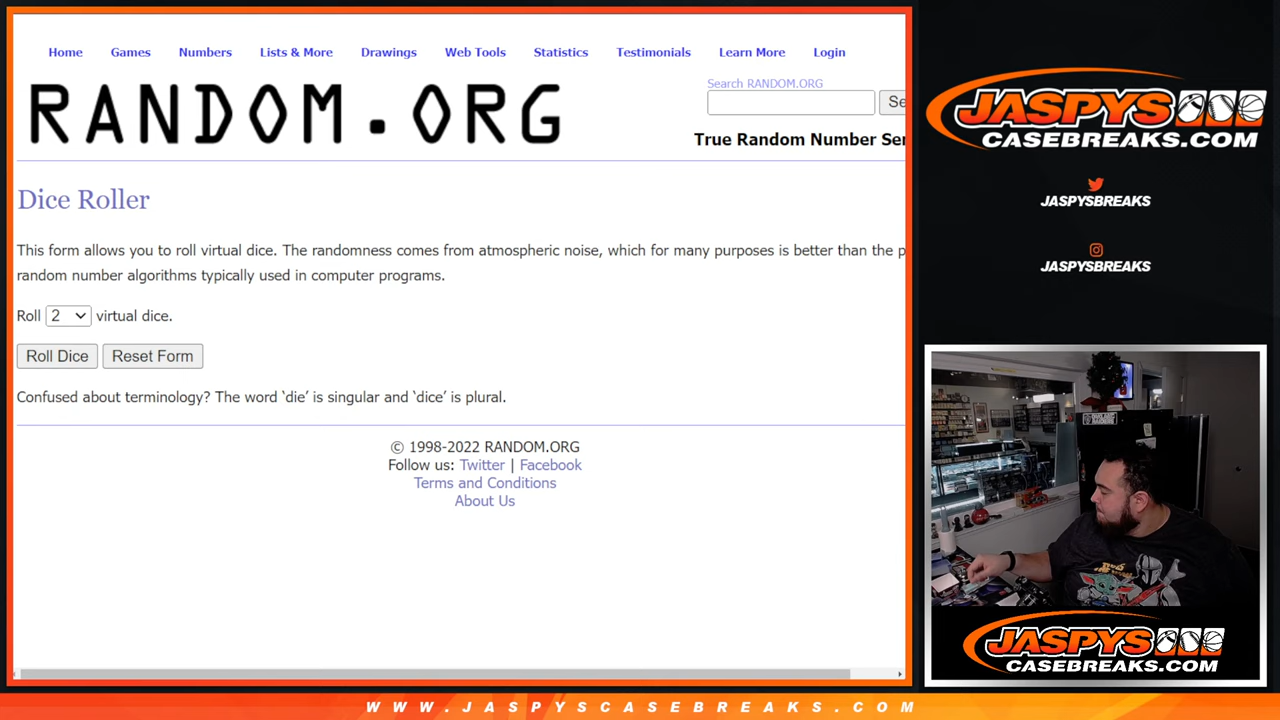 Home Games Numbers Lists & More Drawings Web Tools Statistics Testimonials Learn More Login
RANDOM.ORG
Search RANDOM.ORG
Se
True Random Number Ser
Dice Roller
This form allows you to roll virtual dice. The randomness comes from atmospheric noise, which for many purposes is better than the p
random number algorithms typically used in computer programs.
Roll 2 virtual dice.
Roll Dice Reset Form
Confused about terminology? The word ‘die’ is singular and ‘dice’ is plural.
© 1998-2022 RANDOM.ORG
Follow us: Twitter | Facebook
Terms and Conditions
About Us
JASPYS
CASEBREAKS.COM
JASPYSBREAKS
JASPYSBREAKS
JASPYS
CASEBREAKS.COM
WWW.JASPYSCASEBREAKS.COM